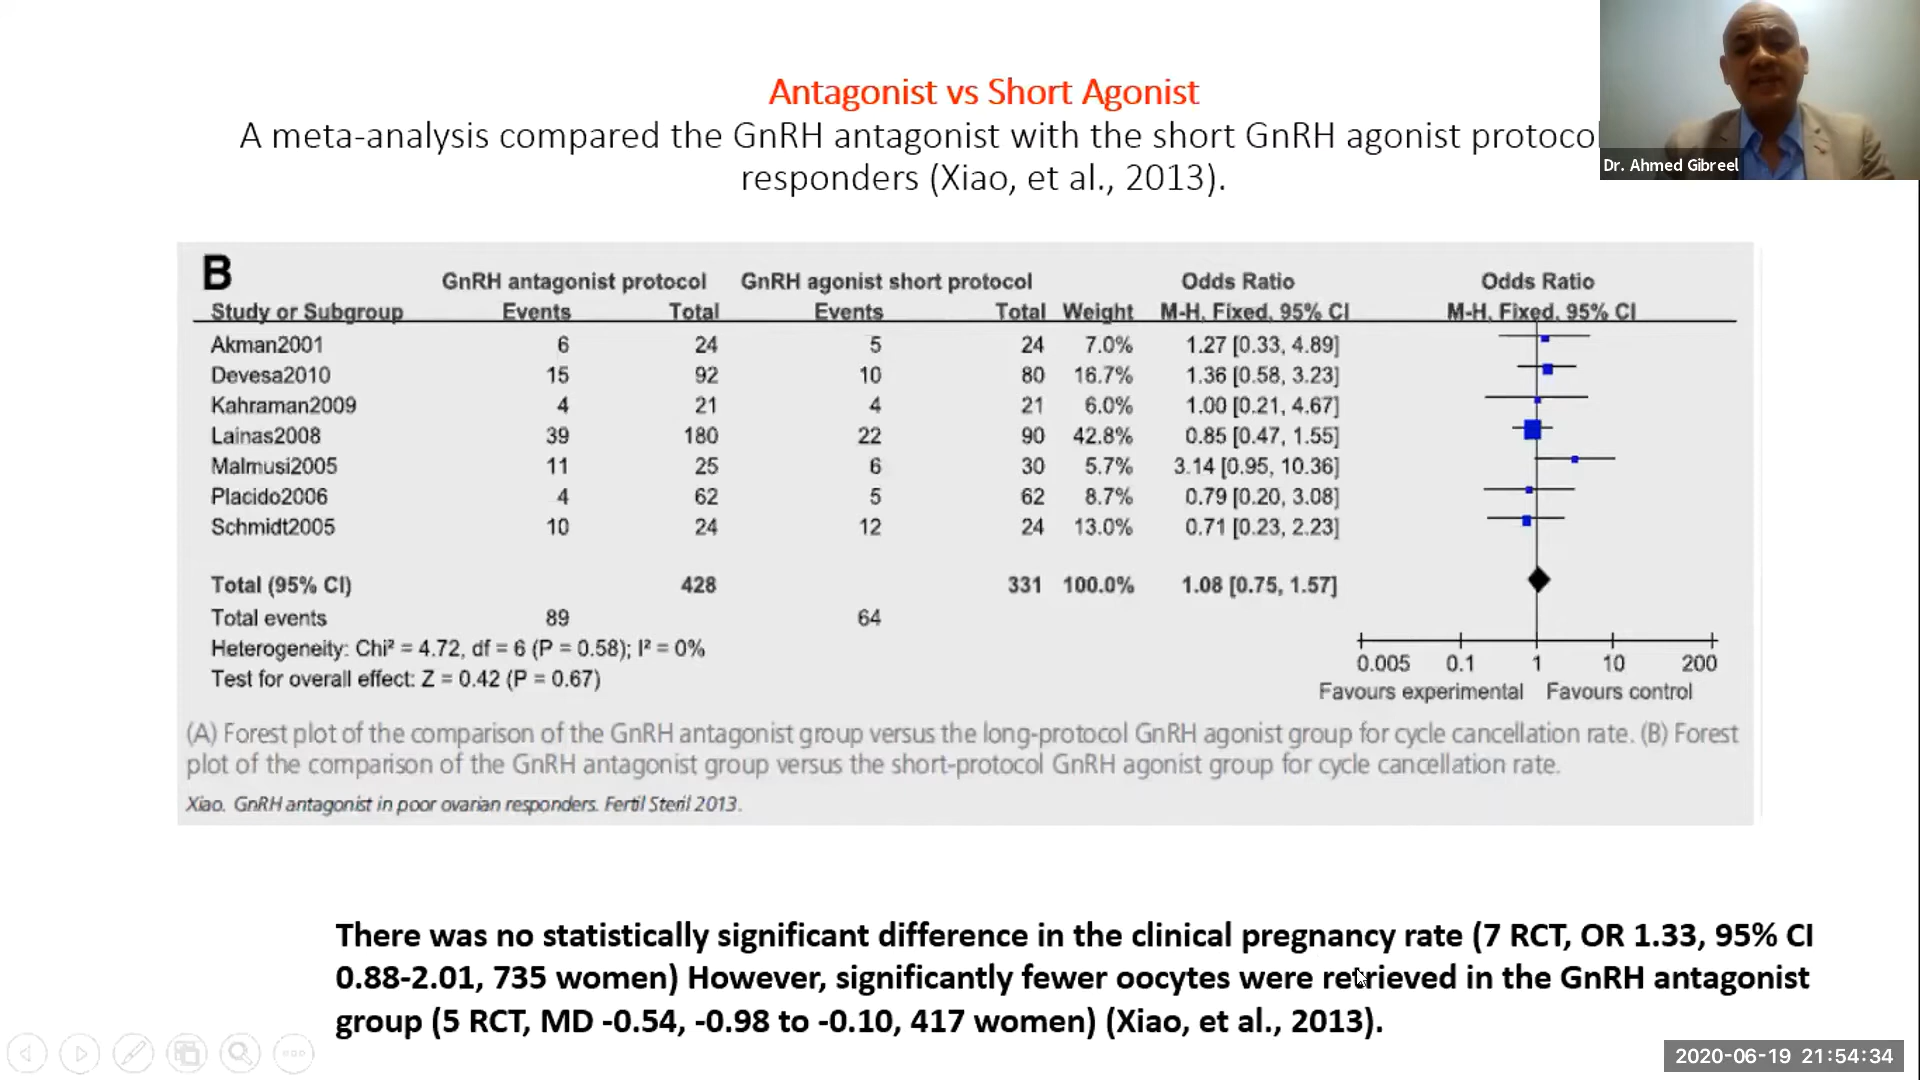 Antagonist vs Short Agonist
A meta-analysis compared the GnRH antagonist with the short GnRH agonist protoco
responders (Xiao, et al., 2013).
Dr. Ahmed Gibreel
B
GnRH antagonist protocol GnRH agonist short protocol Odds Ratio Odds Ratio
Study or Subgroup Events Total Events Total Weight M-H, Fixed, 95% CI M-H, Fixed, 95% CI
Akman2001 6 24 5 24 7.0% 1.27 [0.33, 4.89]
Devesa2010 15 92 10 80 16.7% 1.36 [0.58, 3.23]
Kahraman2009 4 21 4 21 6.0% 1.00 [0.21, 4.67]
Lainas2008 39 180 22 90 42.8% 0.85 [0.47, 1.55]
Malmusi2005 11 25 6 30 5.7% 3.14 [0.95, 10.36]
Placido2006 4 62 5 62 8.7% 0.79 [0.20, 3.08]
Schmidt2005 10 24 12 24 13.0% 0.71 [0.23, 2.23]
Total (95% CI) 428 331 100.0% 1.08 [0.75, 1.57]
Total events 89 64
Heterogeneity: Chi² = 4.72, df = 6 (P = 0.58); I² = 0%
Test for overall effect: Z = 0.42 (P = 0.67)
0.005 0.1 1 10 200
Favours experimental Favours control
(A) Forest plot of the comparison of the GnRH antagonist group versus the long-protocol GnRH agonist group for cycle cancellation rate. (B) Forest
plot of the comparison of the GnRH antagonist group versus the short-protocol GnRH agonist group for cycle cancellation rate.
Xiao. GnRH antagonist in poor ovarian responders. Fertil Steril 2013.
There was no statistically significant difference in the clinical pregnancy rate (7 RCT, OR 1.33, 95% CI
0.88-2.01, 735 women) However, significantly fewer oocytes were retrieved in the GnRH antagonist
group (5 RCT, MD -0.54, -0.98 to -0.10, 417 women) (Xiao, et al., 2013).
2020-06-19 21:54:34